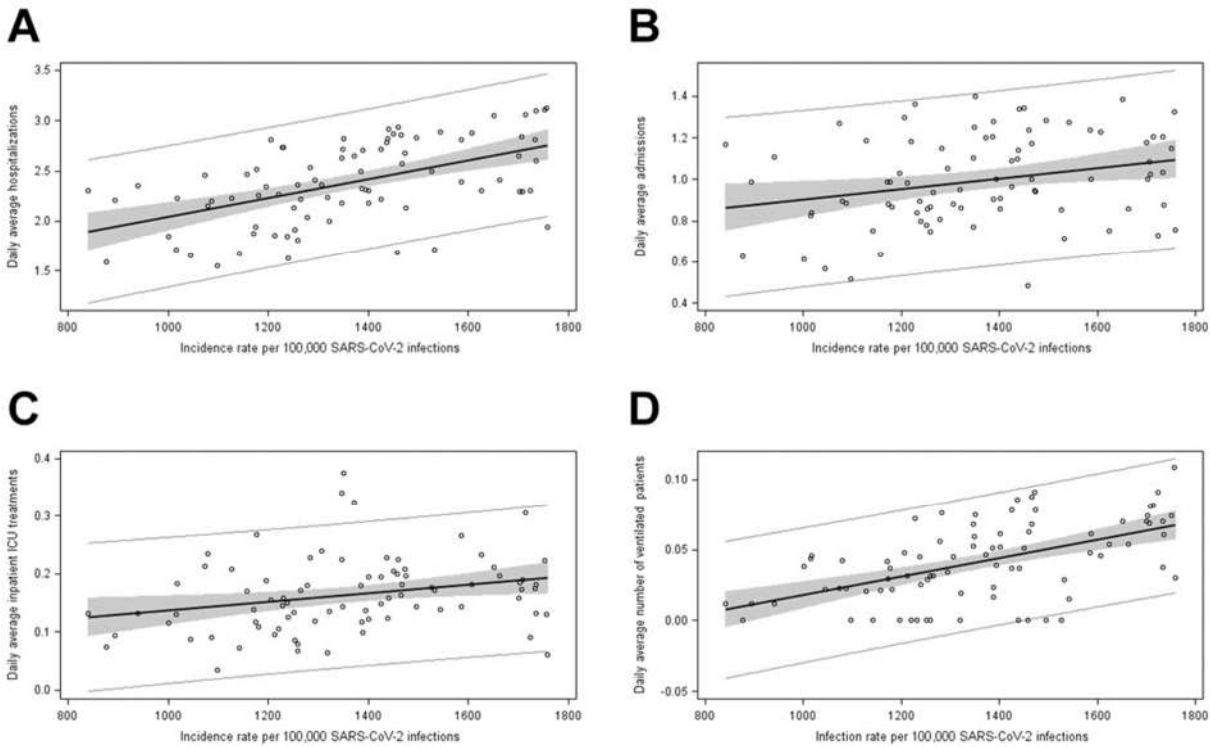 A
B
Daily average hospitalizations
3.5
3.0
2.5
2.0
1.5
800 1000 1200 1400 1600 1800
Incidence rate per 100,000 SARS-CoV-2 infections
Daily average admissions
1.4
1.2
1.0
0.8
0.6
0.4
800 1000 1200 1400 1600 1800
Incidence rate per 100,000 SARS-CoV-2 infections
C
D
Daily average inpatient ICU treatments
0.4
0.3
0.2
0.1
0.0
800 1000 1200 1400 1600 1800
Incidence rate per 100,000 SARS-CoV-2 infections
Daily average number of ventilated patients
0.10
0.05
0.00
-0.05
800 1000 1200 1400 1600 1800
Infection rate per 100,000 SARS-CoV-2 infections